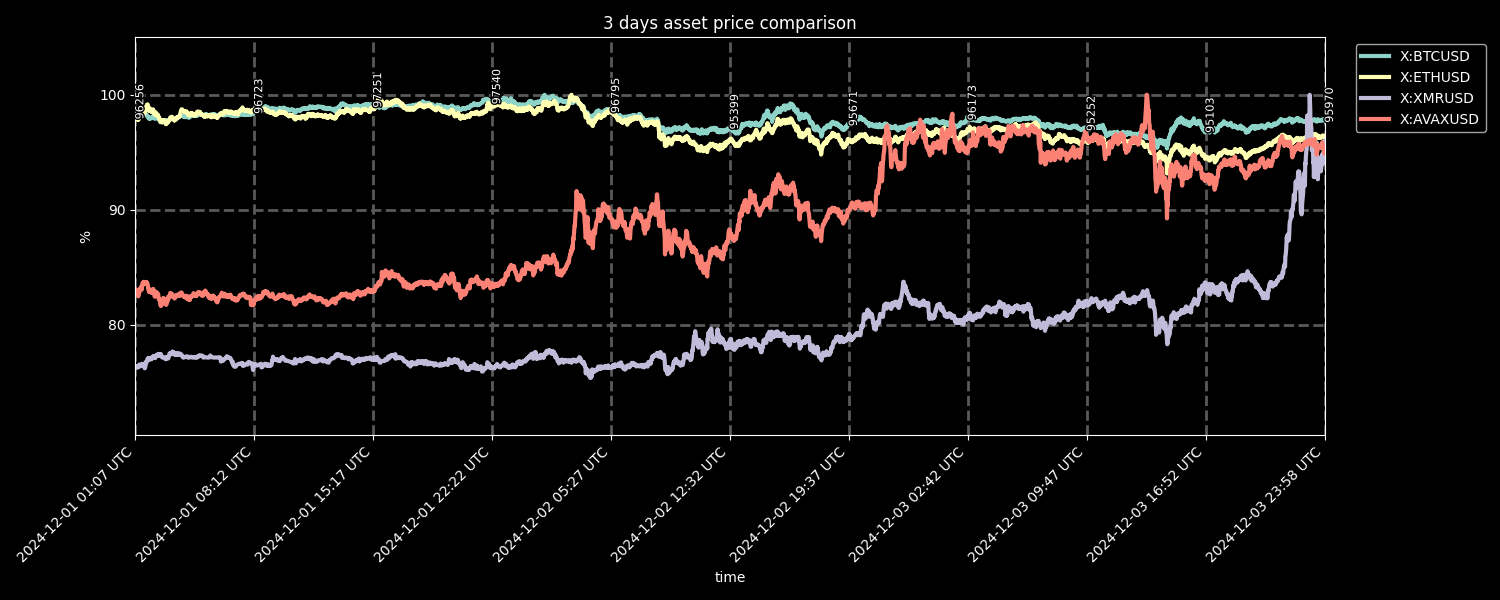 3 days asset price comparison
X:BTCUSD
X:ETHUSD
X:XMRUSD
X:AVAXUSD
100
90
80
%
96256
96723
97251
97540
96795
95399
95671
96173
95252
95103
95970
2024-12-01 01:07 UTC
2024-12-01 08:12 UTC
2024-12-01 15:17 UTC
2024-12-01 22:22 UTC
2024-12-02 05:27 UTC
2024-12-02 12:32 UTC
2024-12-02 19:37 UTC
2024-12-03 02:42 UTC
2024-12-03 09:47 UTC
2024-12-03 16:52 UTC
2024-12-03 23:58 UTC
time